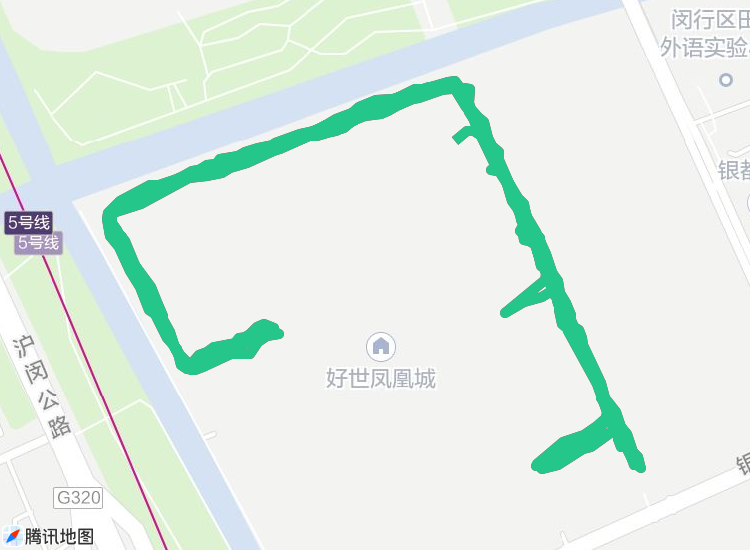 闵行区田
外语实验
银都
5号线
5号线
沪闵公路
好世凤凰城
银
G320
腾讯地图